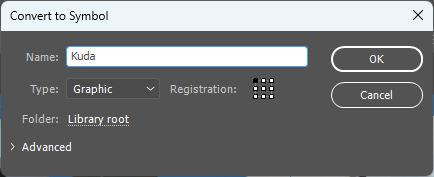 Convert to Symbol
Name: Kuda
OK
Type: Graphic Registration:
Cancel
Folder: Library root
Advanced